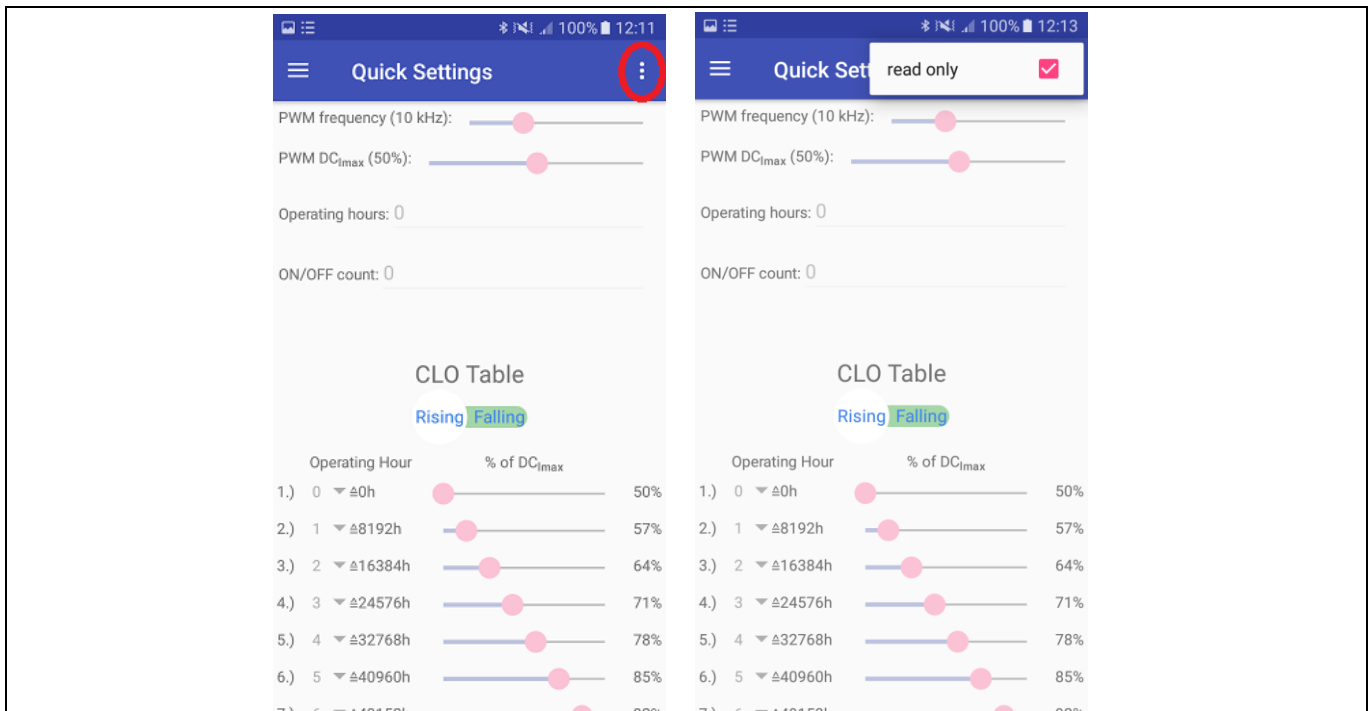 100% 12:11
Quick Settings
PWM frequency (10 kHz):
PWM DCImax (50%):
Operating hours: 0
ON/OFF count: 0
CLO Table
Rising Falling
Operating Hour % of DCImax
1.) 0 ≙0h 50%
2.) 1 ≙8192h 57%
3.) 2 ≙16384h 64%
4.) 3 ≙24576h 71%
5.) 4 ≙32768h 78%
6.) 5 ≙40960h 85%
100% 12:13
Quick Sett
read only
PWM frequency (10 kHz):
PWM DCImax (50%):
Operating hours: 0
ON/OFF count: 0
CLO Table
Rising Falling
Operating Hour % of DCImax
1.) 0 ≙0h 50%
2.) 1 ≙8192h 57%
3.) 2 ≙16384h 64%
4.) 3 ≙24576h 71%
5.) 4 ≙32768h 78%
6.) 5 ≙40960h 85%